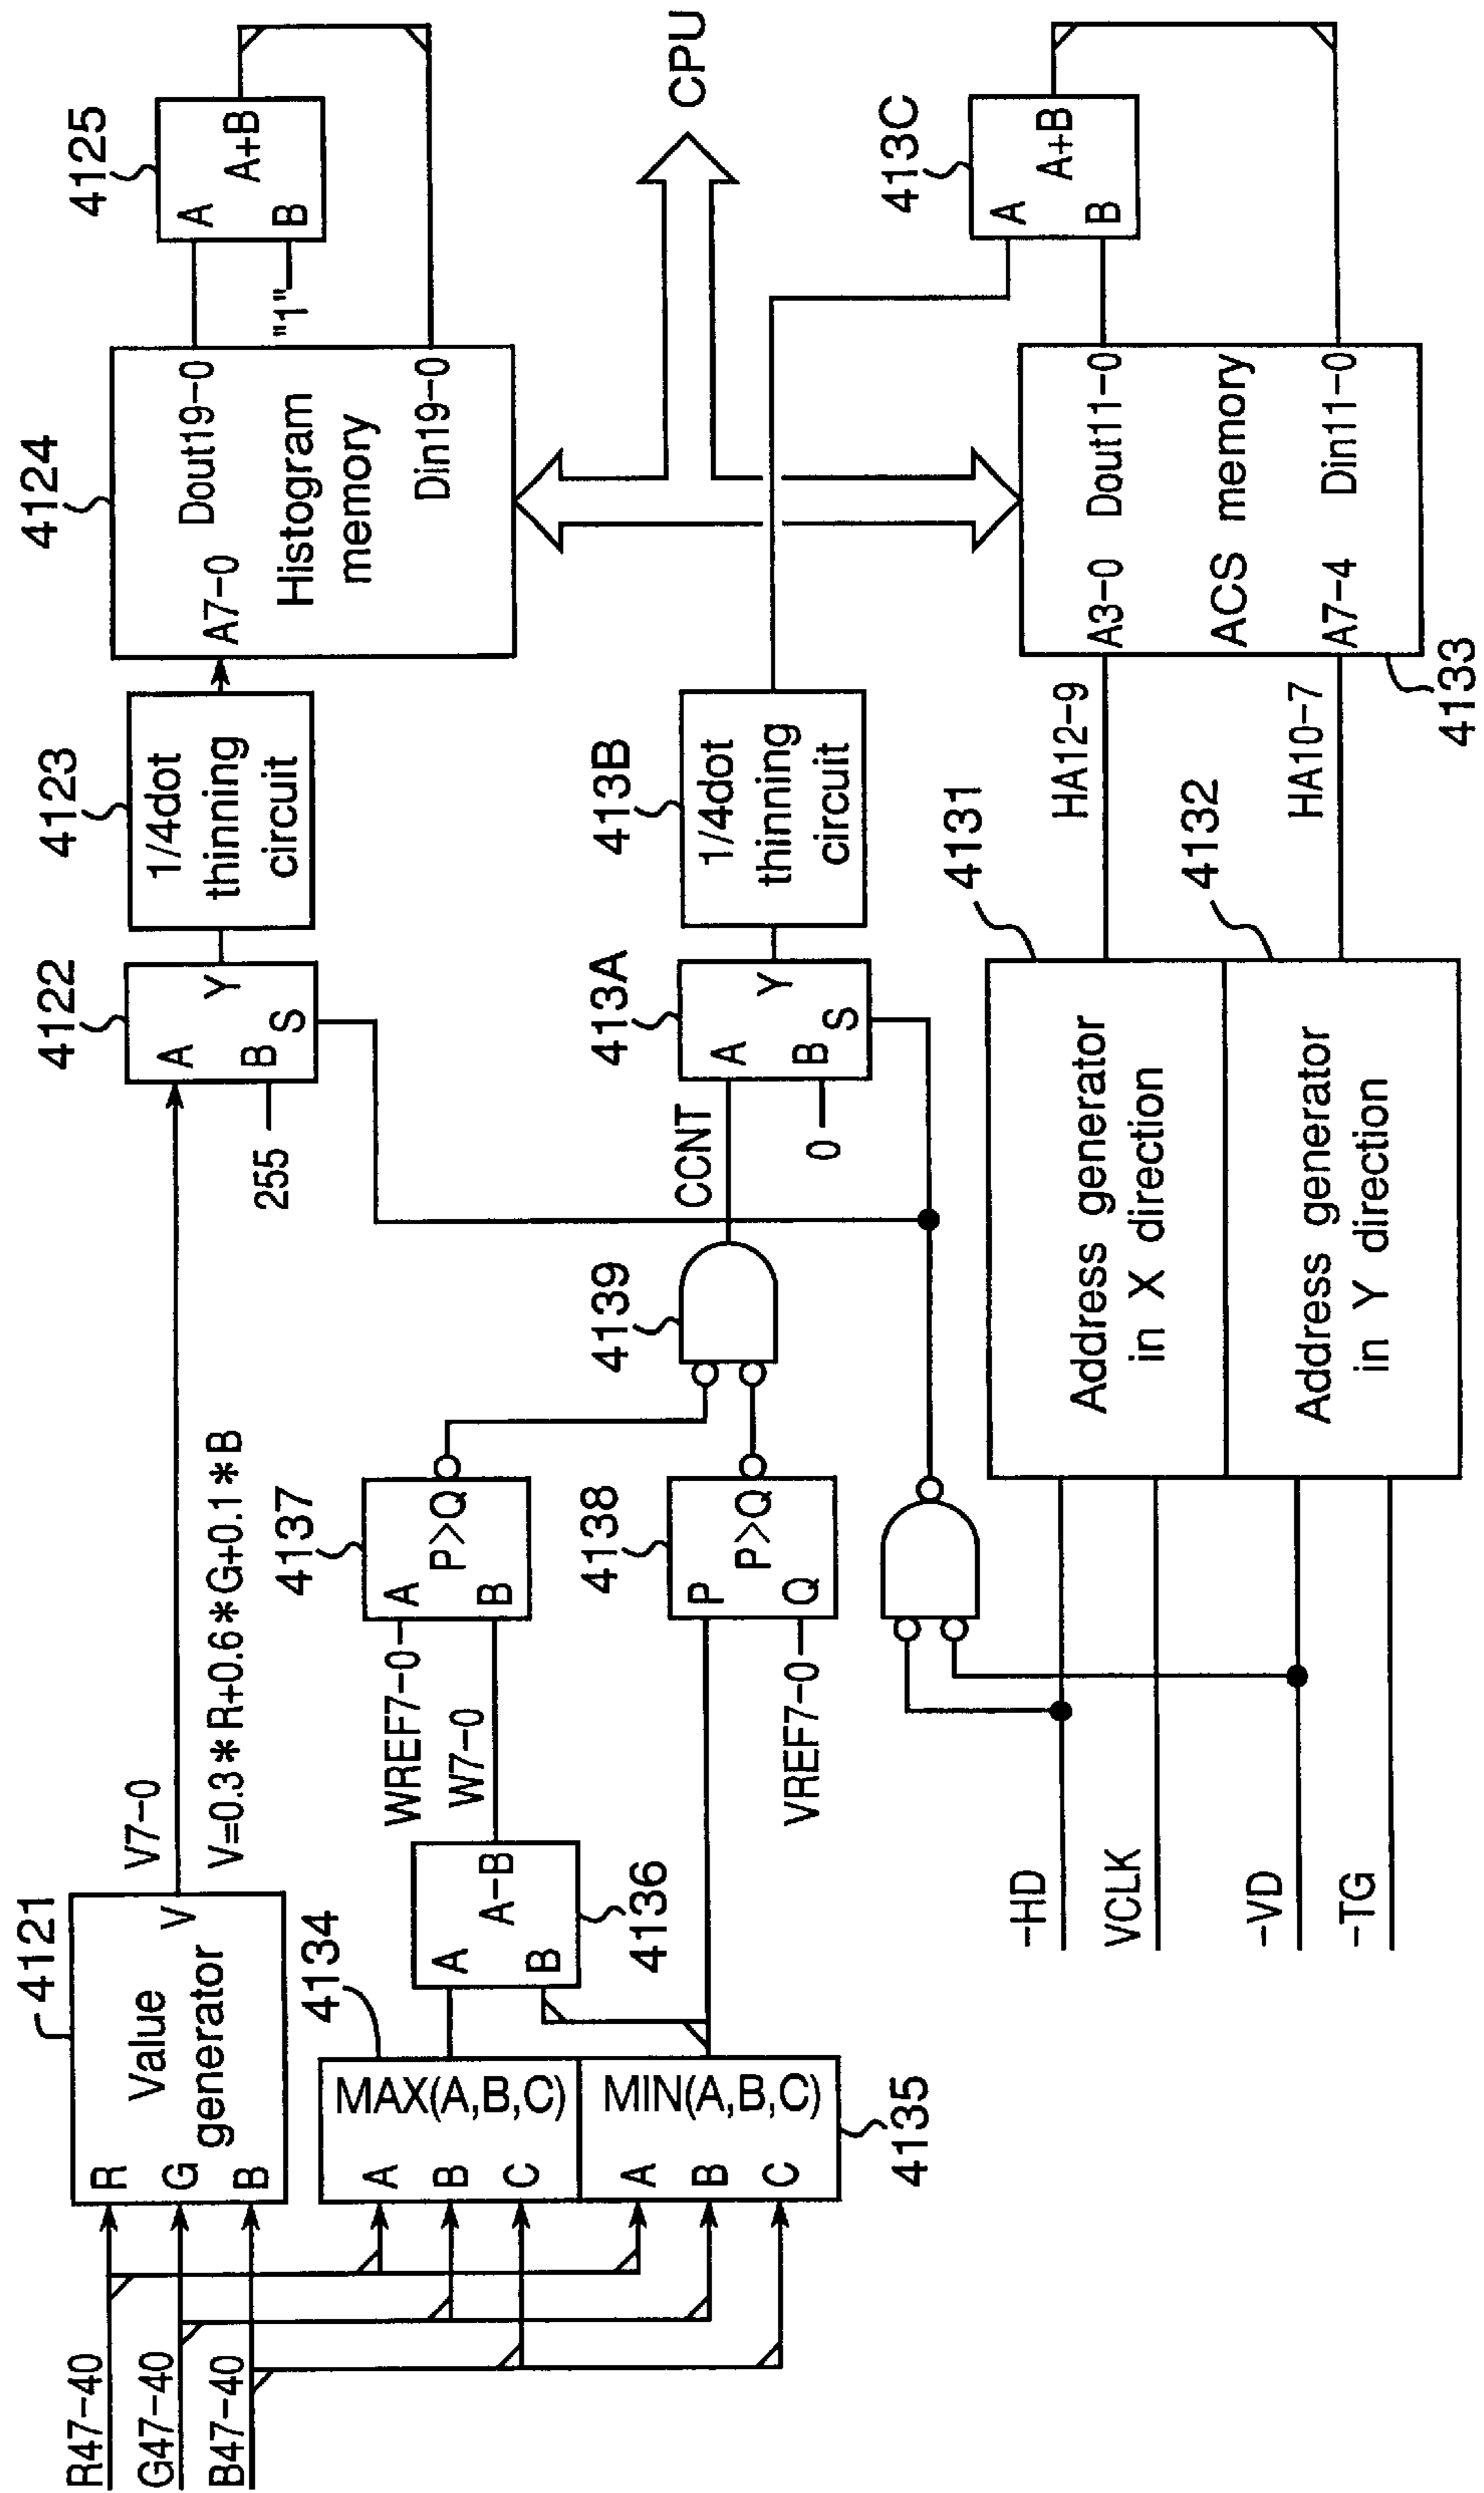 R47-40
G47-40
B47-40
4121
R
G
B
Value
generator
V
V7-0
V=0.3*R+0.6*G+0.1*B
4122
A
B
Y
S
255
4123
1/4dot
thinning
circuit
4124
A7-0
Dout19-0
Histogram
memory
Din19-0
4125
A
B
A+B
"1"
4134
MAX(A,B,C)
A
B
C
MIN(A,B,C)
A
B
C
4135
4136
A
B
A-B
WREF7-0
W7-0
4137
A
B
P>Q
4138
P
Q
P>Q
VREF7-0
4139
CCNT
413A
A
B
Y
S
0
413B
1/4dot
thinning
circuit
CPU
413C
A
B
A+B
-HD
VCLK
-VD
-TG
4131
Address generator
in X direction
4132
Address generator
in Y direction
HA12-9
HA10-7
A3-0
Dout11-0
ACS memory
A7-4
Din11-0
4133